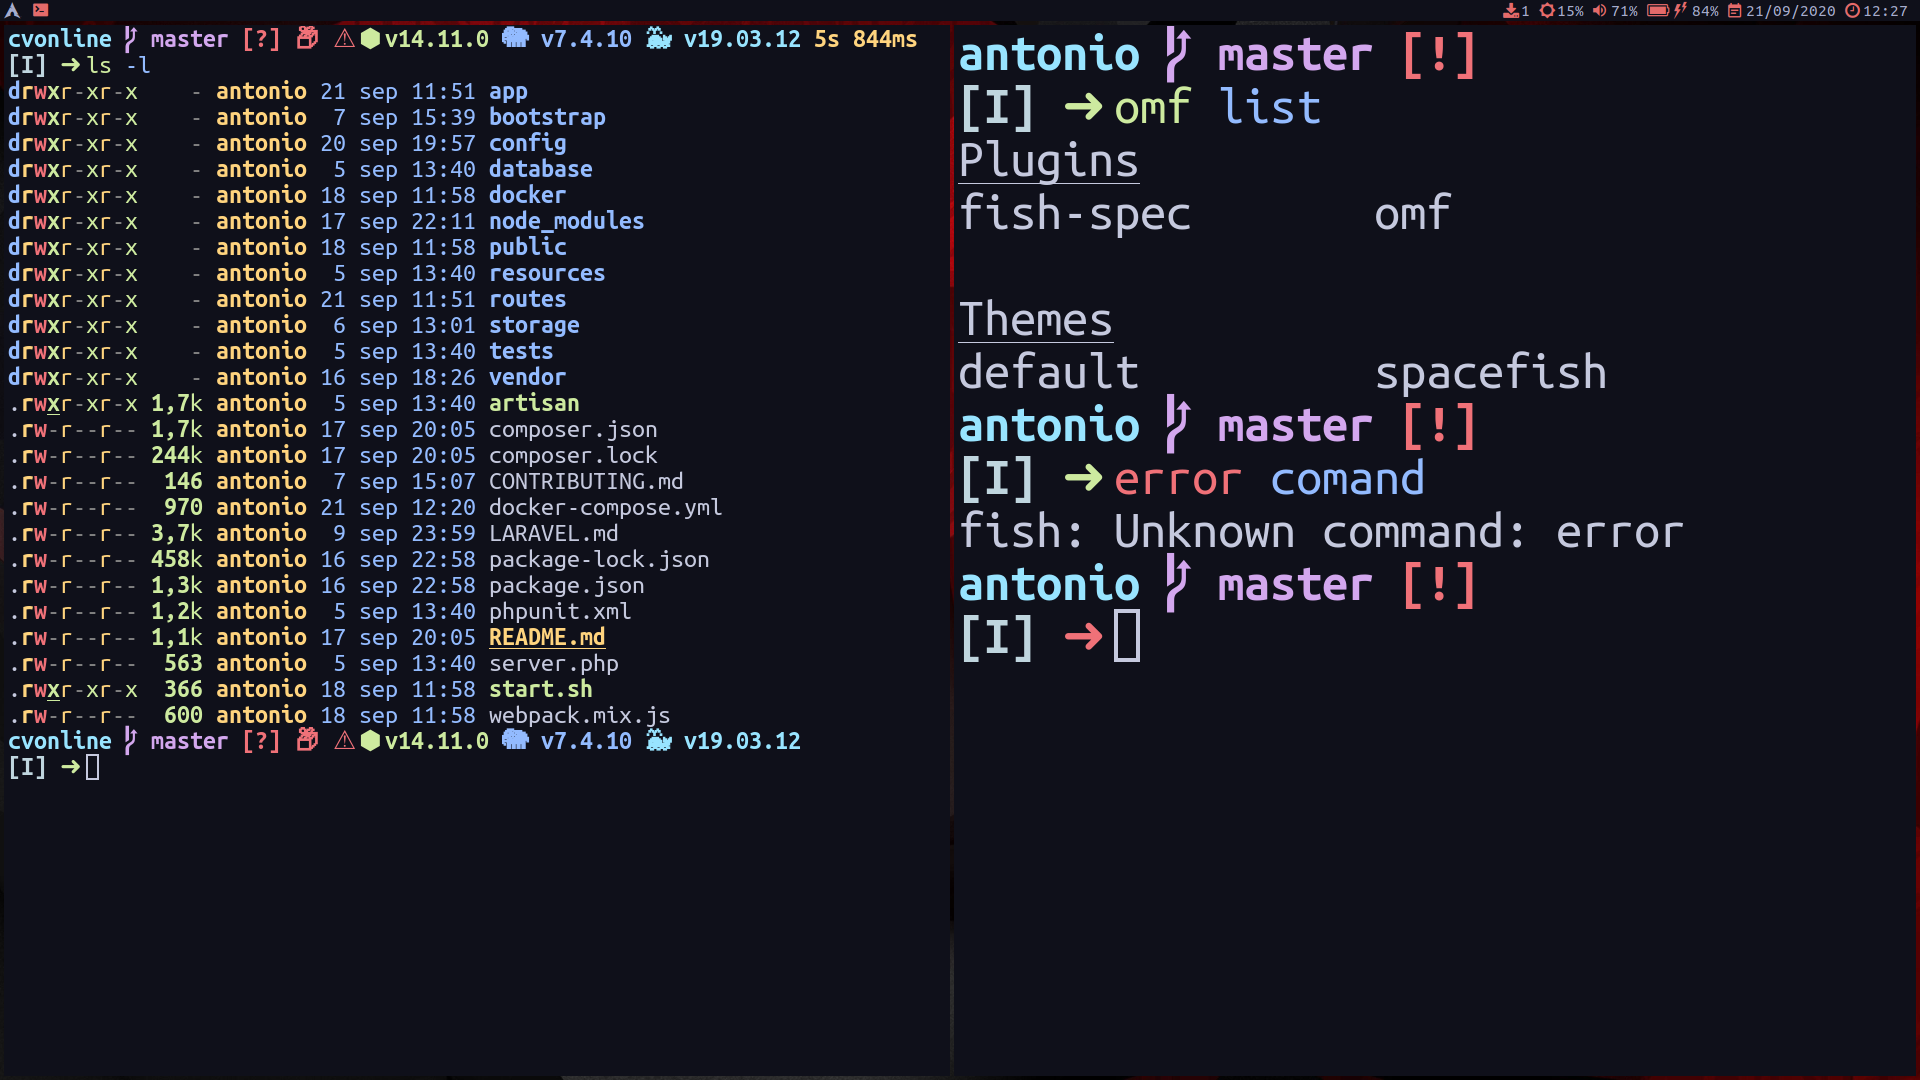 1 15% 71% 84% 21/09/2020 12:27
cvonline master [?] v14.11.0 v7.4.10 v19.03.12 5s 844ms
[I] ➜ ls -l
drwxr-xr-x - antonio 21 sep 11:51 app
drwxr-xr-x - antonio 7 sep 15:39 bootstrap
drwxr-xr-x - antonio 20 sep 19:57 config
drwxr-xr-x - antonio 5 sep 13:40 database
drwxr-xr-x - antonio 18 sep 11:58 docker
drwxr-xr-x - antonio 17 sep 22:11 node_modules
drwxr-xr-x - antonio 18 sep 11:58 public
drwxr-xr-x - antonio 5 sep 13:40 resources
drwxr-xr-x - antonio 21 sep 11:51 routes
drwxr-xr-x - antonio 6 sep 13:01 storage
drwxr-xr-x - antonio 5 sep 13:40 tests
drwxr-xr-x - antonio 16 sep 18:26 vendor
.rwxr-xr-x 1,7k antonio 5 sep 13:40 artisan
.rw-r--r-- 1,7k antonio 17 sep 20:05 composer.json
.rw-r--r-- 244k antonio 17 sep 20:05 composer.lock
.rw-r--r-- 146 antonio 7 sep 15:07 CONTRIBUTING.md
.rw-r--r-- 970 antonio 21 sep 12:20 docker-compose.yml
.rw-r--r-- 3,7k antonio 9 sep 23:59 LARAVEL.md
.rw-r--r-- 458k antonio 16 sep 22:58 package-lock.json
.rw-r--r-- 1,3k antonio 16 sep 22:58 package.json
.rw-r--r-- 1,2k antonio 5 sep 13:40 phpunit.xml
.rw-r--r-- 1,1k antonio 17 sep 20:05 README.md
.rw-r--r-- 563 antonio 5 sep 13:40 server.php
.rwxr-xr-x 366 antonio 18 sep 11:58 start.sh
.rw-r--r-- 600 antonio 18 sep 11:58 webpack.mix.js
cvonline master [?] v14.11.0 v7.4.10 v19.03.12
[I] ➜
antonio master [!]
[I] ➜ omf list
Plugins
fish-spec omf
Themes
default spacefish
antonio master [!]
[I] ➜ error comand
fish: Unknown command: error
antonio master [!]
[I] ➜